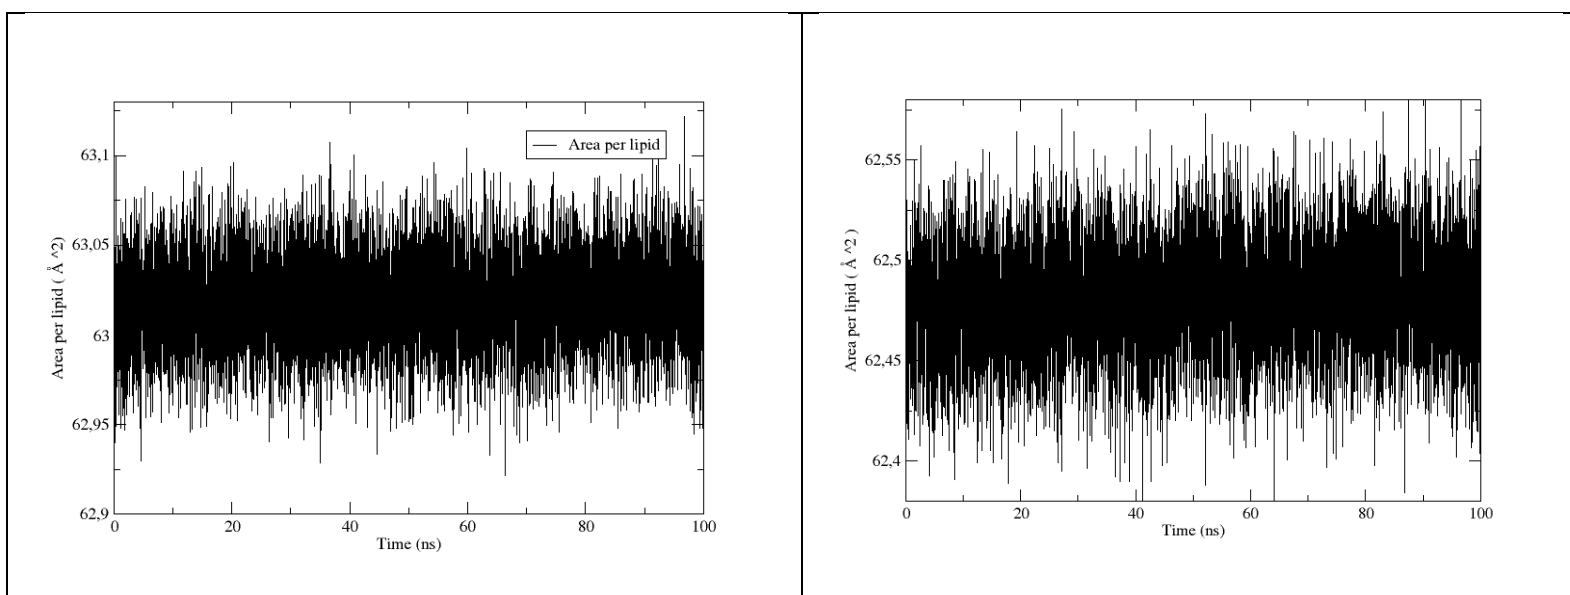 63,1
63,05
63
62,95
62,9
Area per lipid ( Å ^2)
Area per lipid
0 20 40 60 80 100
Time (ns)
62,55
62,5
62,45
62,4
Area per lipid ( Å ^2 )
0 20 40 60 80 100
Time (ns)